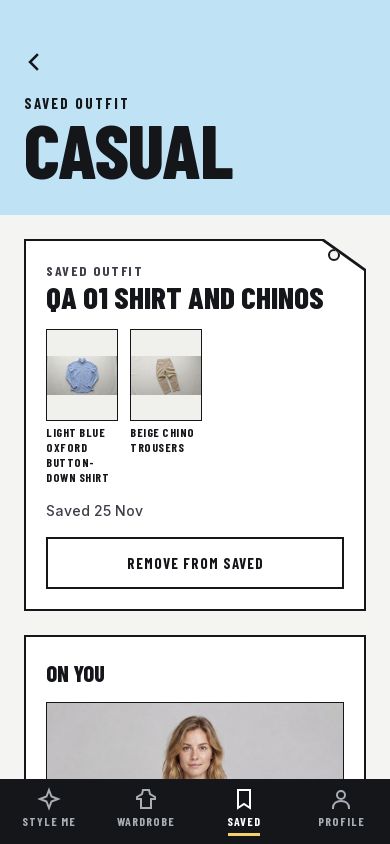 SAVED OUTFIT
CASUAL
SAVED OUTFIT
QA 01 SHIRT AND CHINOS
LIGHT BLUE
OXFORD
BUTTON-
DOWN SHIRT
BEIGE CHINO
TROUSERS
Saved 25 Nov
REMOVE FROM SAVED
ON YOU
STYLE ME
WARDROBE
SAVED
PROFILE